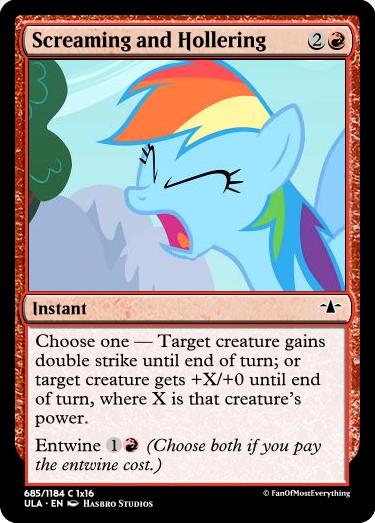 Screaming and Hollering 2
Instant
Choose one — Target creature gains
double strike until end of turn; or
target creature gets +X/+0 until end
of turn, where X is that creature's
power.
Entwine 1 (Choose both if you pay
the entwine cost.)
685/1184 C 1x16
ULA • EN Hasbro Studios © FanOfMostEverything